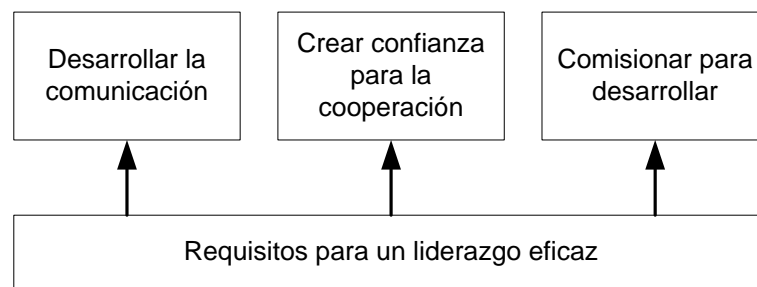 Desarrollar la
comunicación
Crear confianza
para la
cooperación
Comisionar para
desarrollar
Requisitos para un liderazgo eficaz